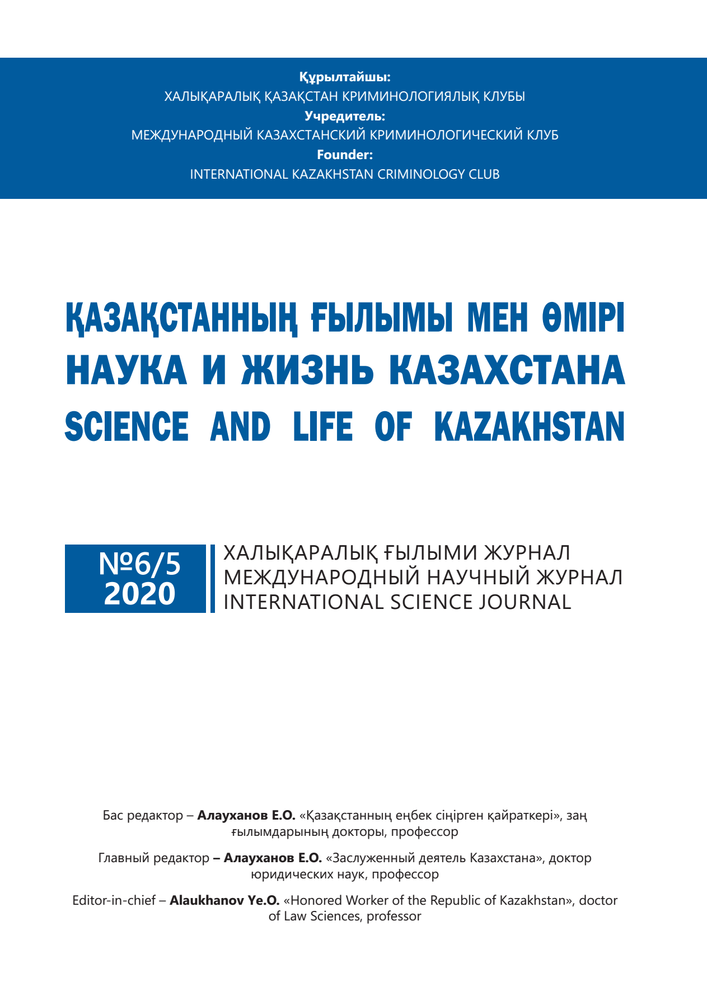 Құрылтайшы:
ХАЛЫҚАРАЛЫҚ ҚАЗАҚСТАН КРИМИНОЛОГИЯЛЫҚ КЛУБЫ
Учредитель:
МЕЖДУНАРОДНЫЙ КАЗАХСТАНСКИЙ КРИМИНОЛОГИЧЕСКИЙ КЛУБ
Founder:
INTERNATIONAL KAZAKHSTAN CRIMINOLOGY CLUB
ҚАЗАҚСТАННЫҢ ҒЫЛЫМЫ МЕН ӨМІРІ
НАУКА И ЖИЗНЬ КАЗАХСТАНА
SCIENCE AND LIFE OF KAZAKHSTAN
№6/5
2020
ХАЛЫҚАРАЛЫҚ ҒЫЛЫМИ ЖУРНАЛ
МЕЖДУНАРОДНЫЙ НАУЧНЫЙ ЖУРНАЛ
INTERNATIONAL SCIENCE JOURNAL
Бас редактор – Алауханов Е.О. «Қазақстанның еңбек сіңірген қайраткері», заң
ғылымдарының докторы, профессор
Главный редактор – Алауханов Е.О. «Заслуженный деятель Казахстана», доктор
юридических наук, профессор
Editor-in-chief – Alaukhanov Ye.O. «Honored Worker of the Republic of Kazakhstan», doctor
of Law Sciences, professor